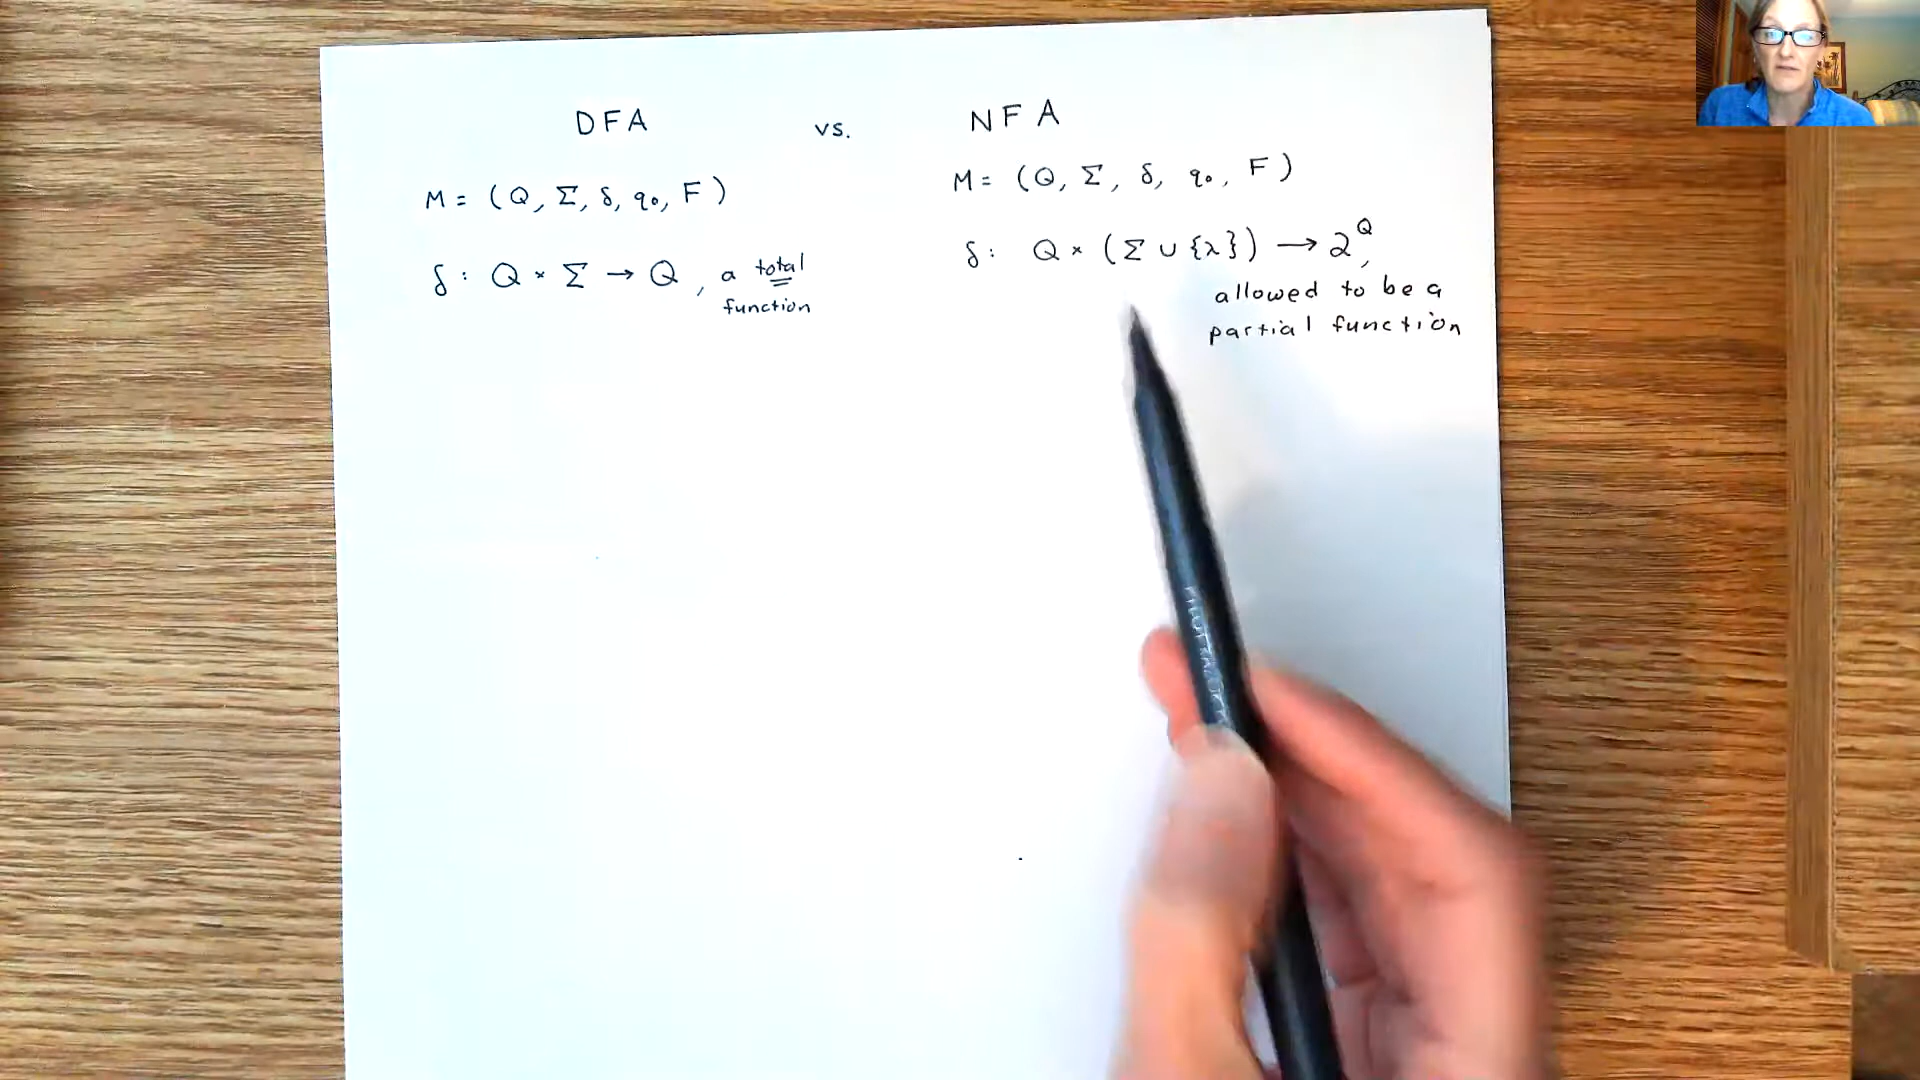 DFA vs. NFA
M = (Q, Σ, δ, q₀, F)
δ : Q × Σ → Q, a total
function
M = (Q, Σ, δ, q₀, F)
δ : Q × (Σ ∪ {λ}) → 2^Q,
allowed to be a
partial function